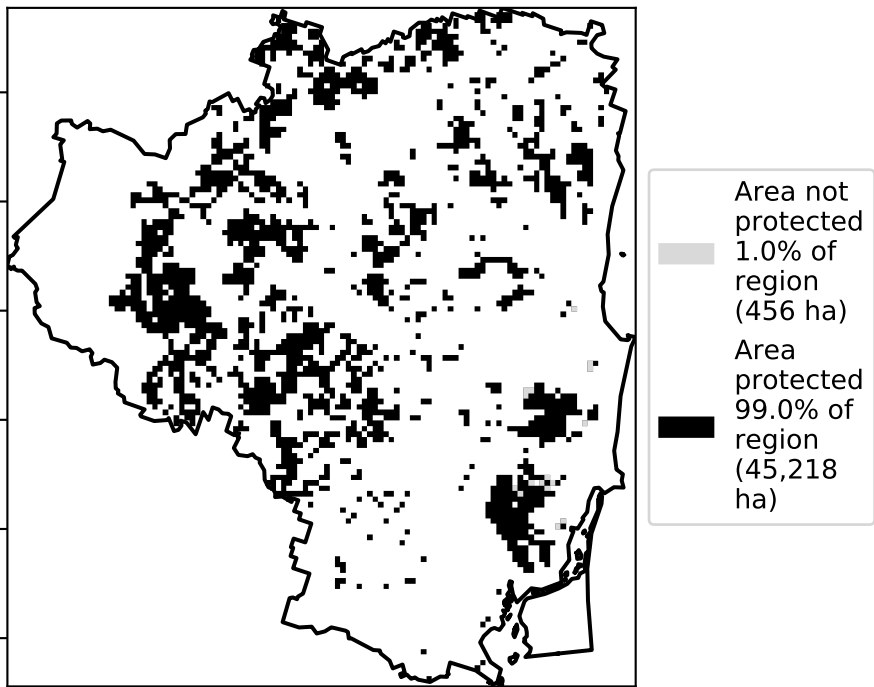 Area not
protected
1.0% of
region
(456 ha)
Area
protected
99.0% of
region
(45,218
ha)